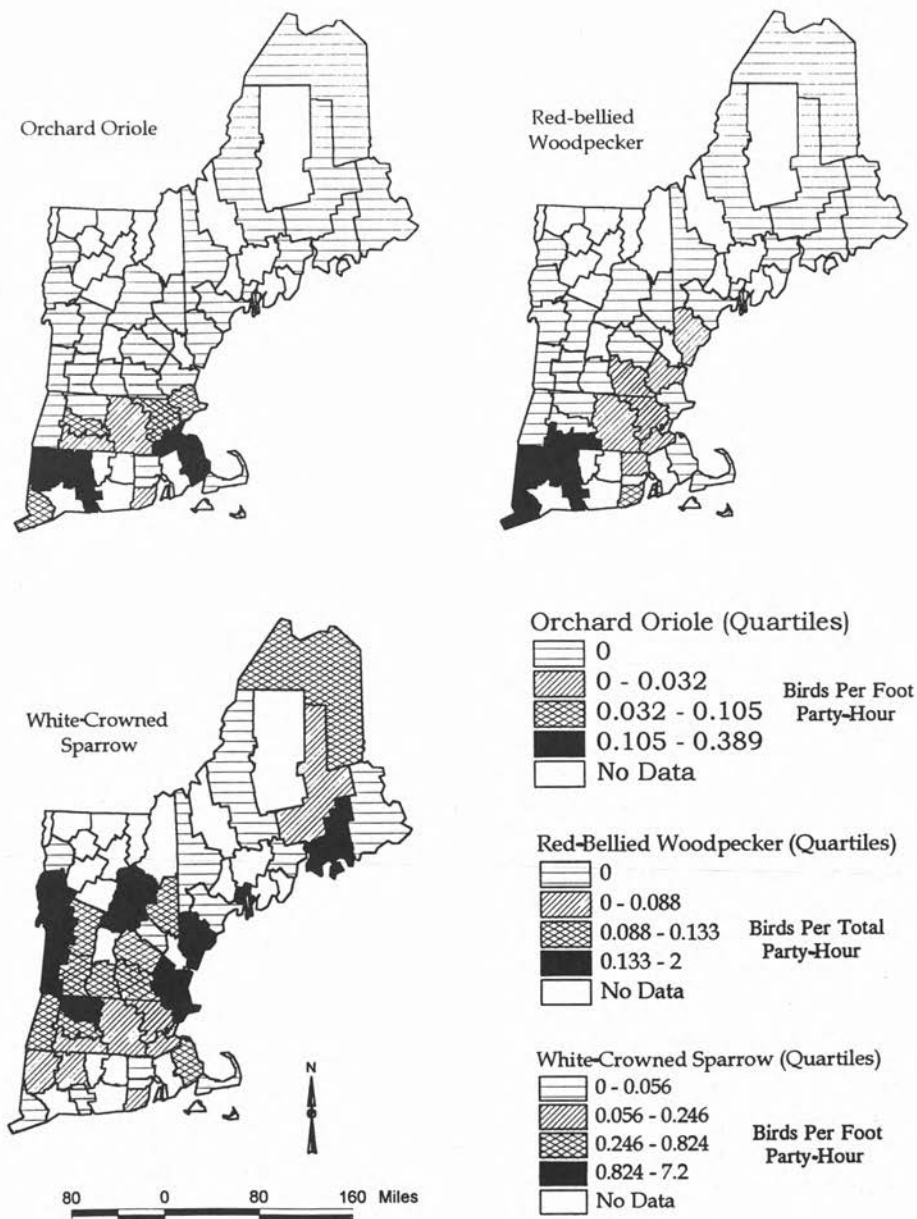 Orchard Oriole
Red-bellied
Woodpecker
White-Crowned
Sparrow
N
80 0 80 160 Miles
Orchard Oriole (Quartiles)
0
0 - 0.032
0.032 - 0.105
0.105 - 0.389
No Data
Birds Per Foot
Party-Hour
Red-Bellied Woodpecker (Quartiles)
0
0 - 0.088
0.088 - 0.133
0.133 - 2
No Data
Birds Per Total
Party-Hour
White-Crowned Sparrow (Quartiles)
0 - 0.056
0.056 - 0.246
0.246 - 0.824
0.824 - 7.2
No Data
Birds Per Foot
Party-Hour